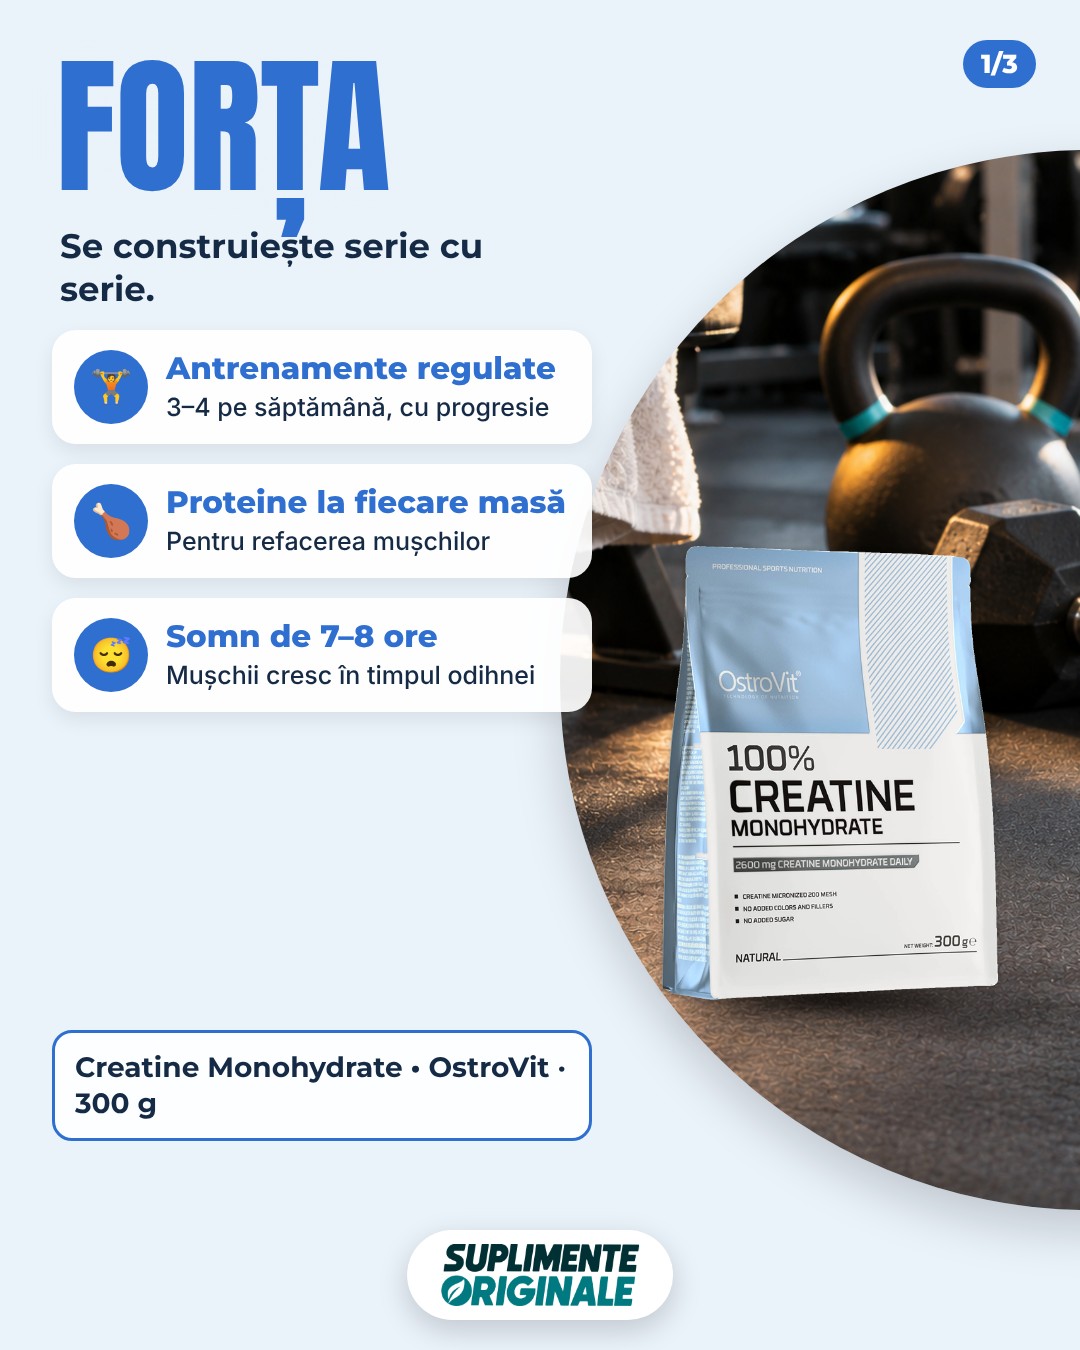 FORȚA
1/3
Se construiește serie cu
serie.
Antrenamente regulate
3–4 pe săptămână, cu progresie
Proteine la fiecare masă
Pentru refacerea mușchilor
Somn de 7–8 ore
Mușchii cresc în timpul odihnei
PROFESSIONAL SPORTS NUTRITION
OstroVit®
100%
CREATINE
MONOHYDRATE
2600 mg CREATINE MONOHYDRATE DAILY
CREATINE MICRONIZED 200 MESH
NO ADDED COLORS AND FILLERS
NO ADDED SUGAR
NET WEIGHT: 300 g ℮
NATURAL
Creatine Monohydrate • OstroVit •
300 g
SUPLIMENTE
ORIGINALE